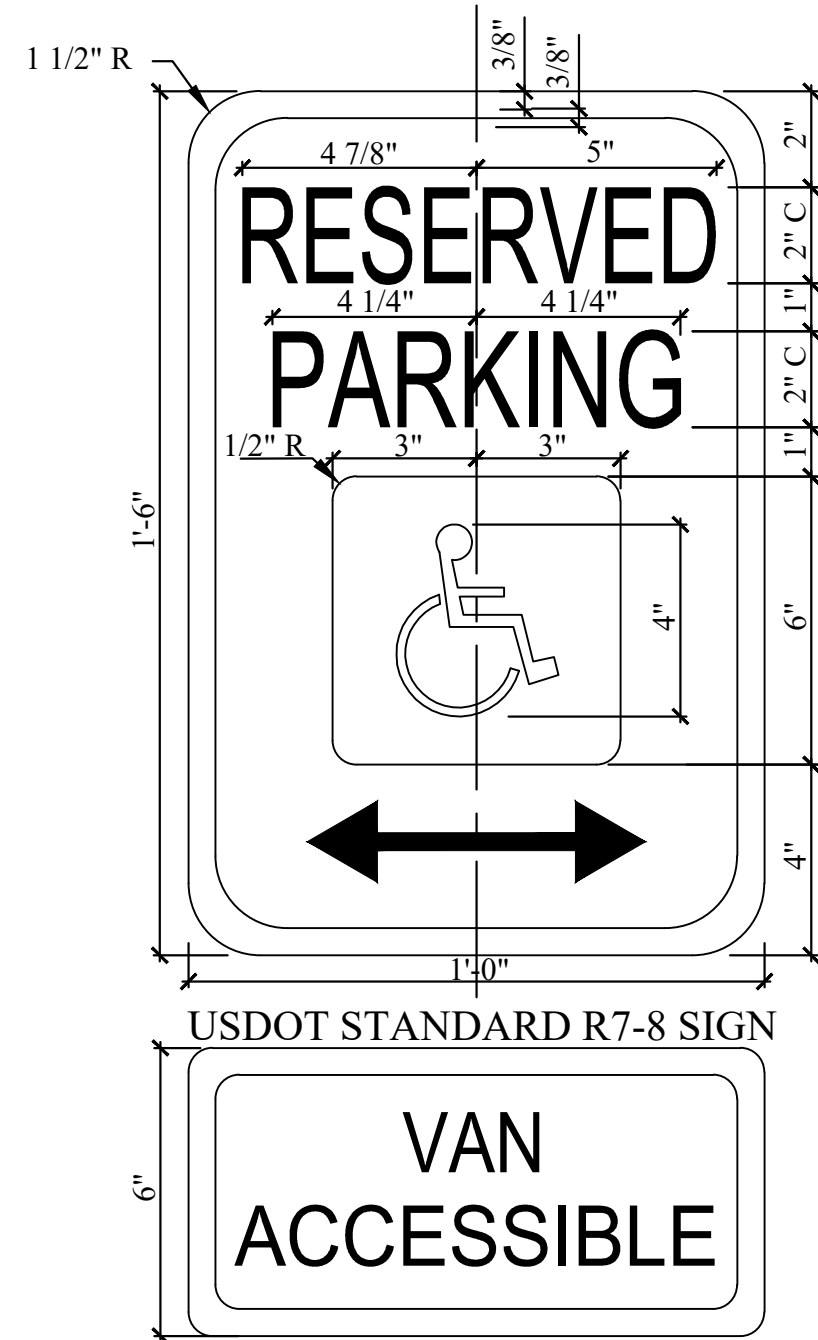 3/8"
3/8"
1 1/2" R
2"
4 7/8" 5"
RESERVED
2" C
1"
4 1/4" 4 1/4"
PARKING
2" C
1"
1/2" R 3" 3"
1'-6"
4"
6"
4"
1'-0"
USDOT STANDARD R7-8 SIGN
6"
VAN
ACCESSIBLE